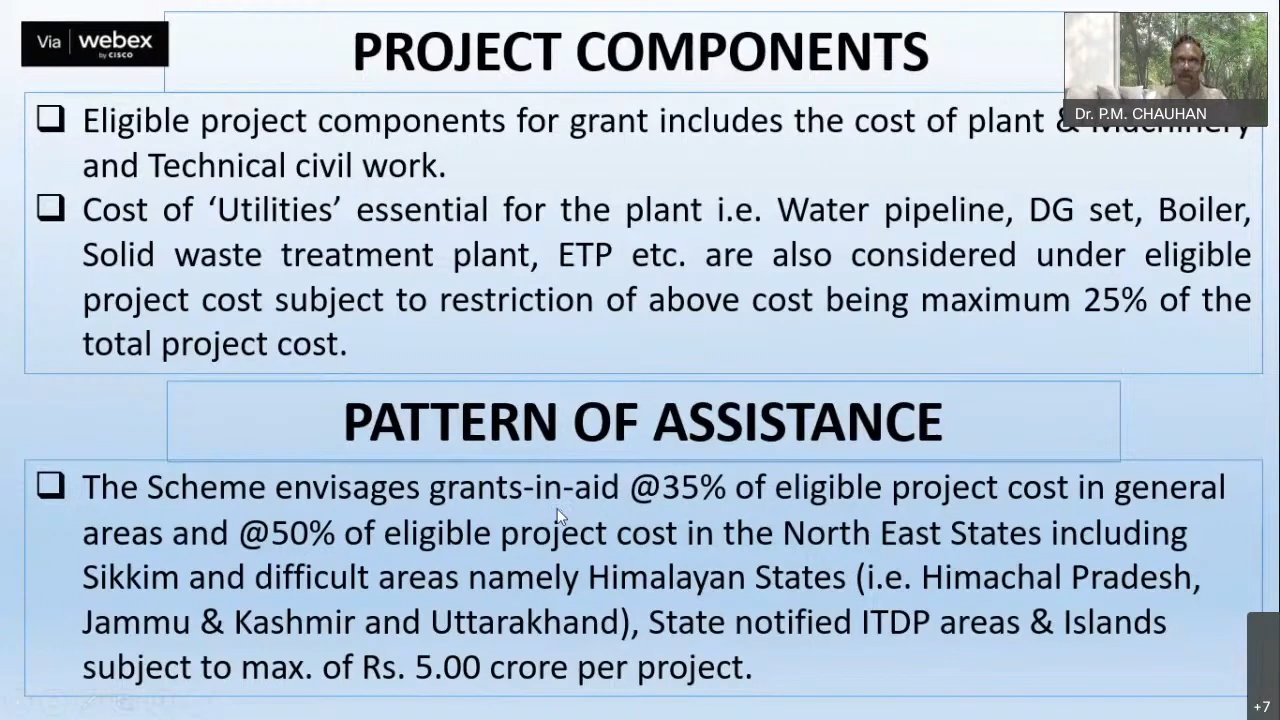 Via webex
by CISCO
PROJECT COMPONENTS
Dr. P.M. CHAUHAN
❑ Eligible project components for grant includes the cost of plant & Machinery
and Technical civil work.
❑ Cost of ‘Utilities’ essential for the plant i.e. Water pipeline, DG set, Boiler,
Solid waste treatment plant, ETP etc. are also considered under eligible
project cost subject to restriction of above cost being maximum 25% of the
total project cost.
PATTERN OF ASSISTANCE
❑ The Scheme envisages grants-in-aid @35% of eligible project cost in general
areas and @50% of eligible project cost in the North East States including
Sikkim and difficult areas namely Himalayan States (i.e. Himachal Pradesh,
Jammu & Kashmir and Uttarakhand), State notified ITDP areas & Islands
subject to max. of Rs. 5.00 crore per project.
+7